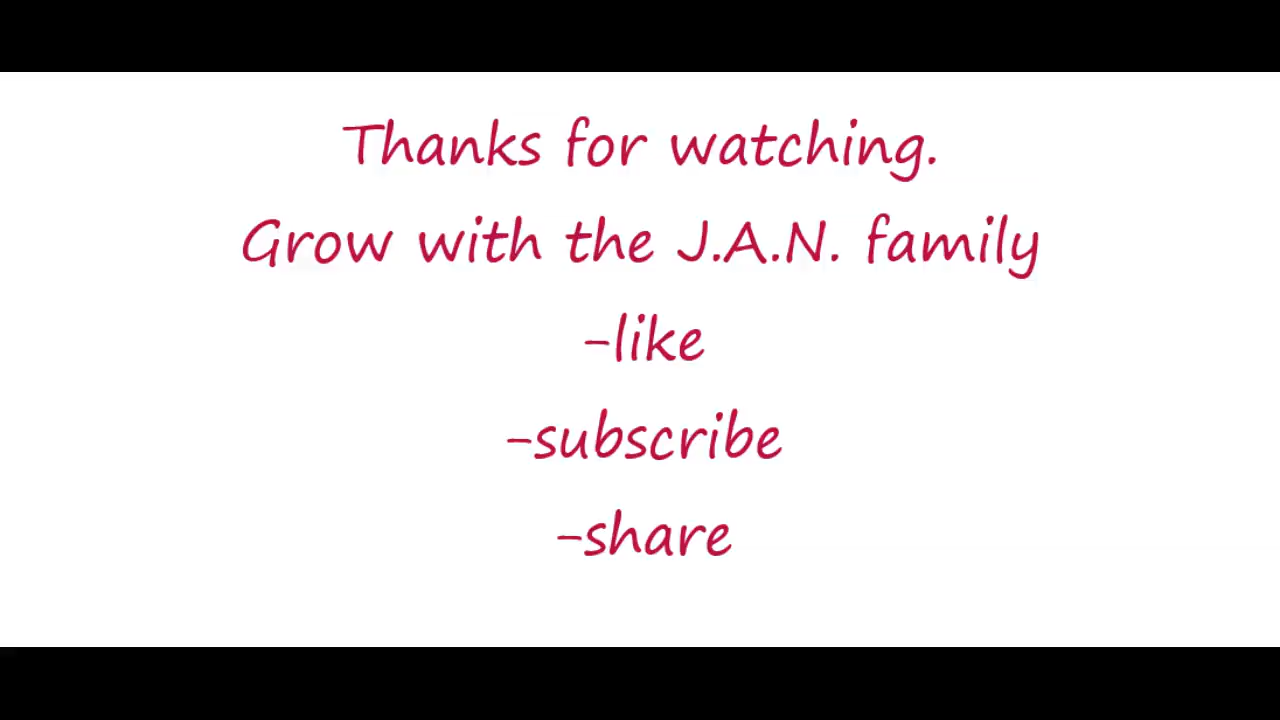 Thanks for watching.
Grow with the J.A.N. family
-like
-subscribe
-share